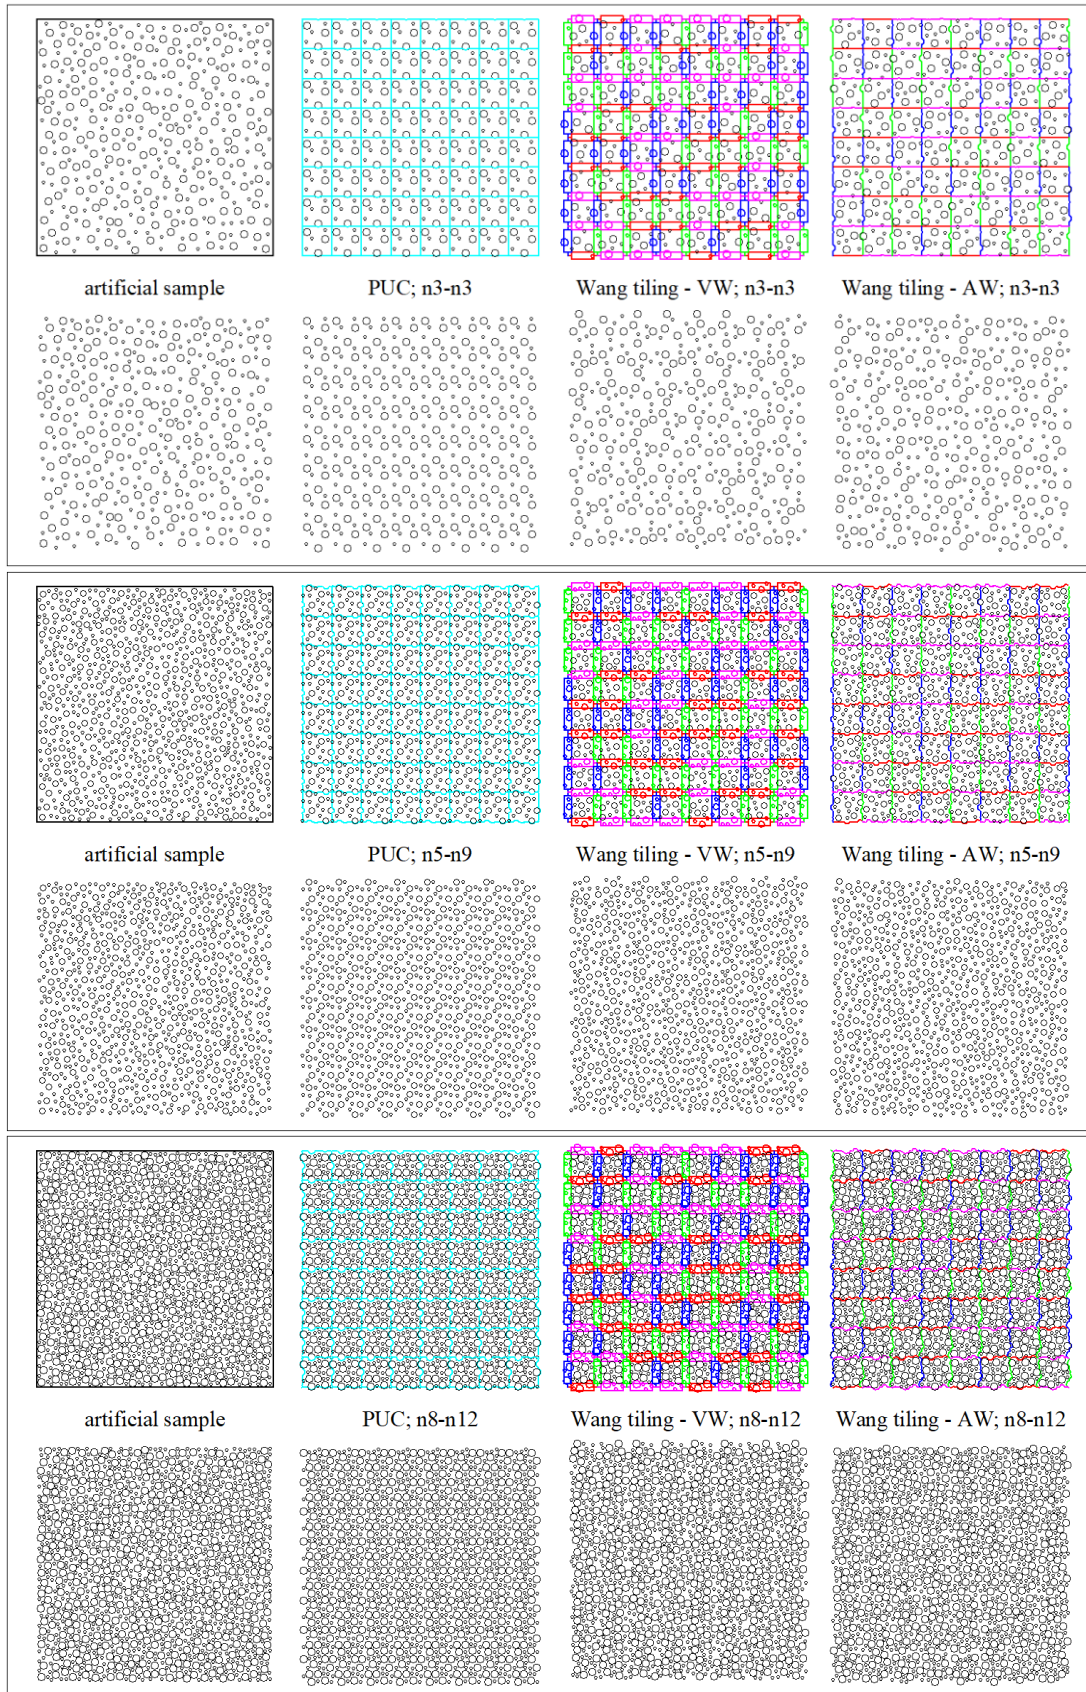 artificial sample PUC; n3-n3 Wang tiling - VW; n3-n3 Wang tiling - AW; n3-n3
artificial sample PUC; n5-n9 Wang tiling - VW; n5-n9 Wang tiling - AW; n5-n9
artificial sample PUC; n8-n12 Wang tiling - VW; n8-n12 Wang tiling - AW; n8-n12